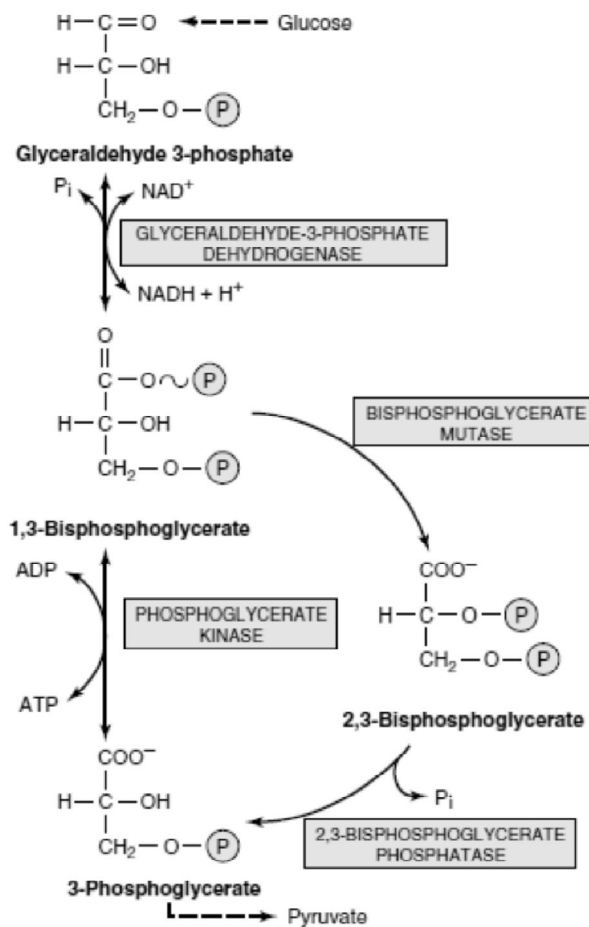 H—C=O
Glucose
H—C—OH
CH₂—O—P
Glyceraldehyde 3-phosphate
Pi
NAD⁺
GLYCERALDEHYDE-3-PHOSPHATE
DEHYDROGENASE
NADH + H⁺
O
C—O~P
H—C—OH
CH₂—O—P
1,3-Bisphosphoglycerate
BISPHOSPHOGLYCERATE
MUTASE
ADP
PHOSPHOGLYCERATE
KINASE
ATP
COO⁻
H—C—O—P
CH₂—O—P
2,3-Bisphosphoglycerate
Pi
2,3-BISPHOSPHOGLYCERATE
PHOSPHATASE
COO⁻
H—C—OH
CH₂—O—P
3-Phosphoglycerate
Pyruvate